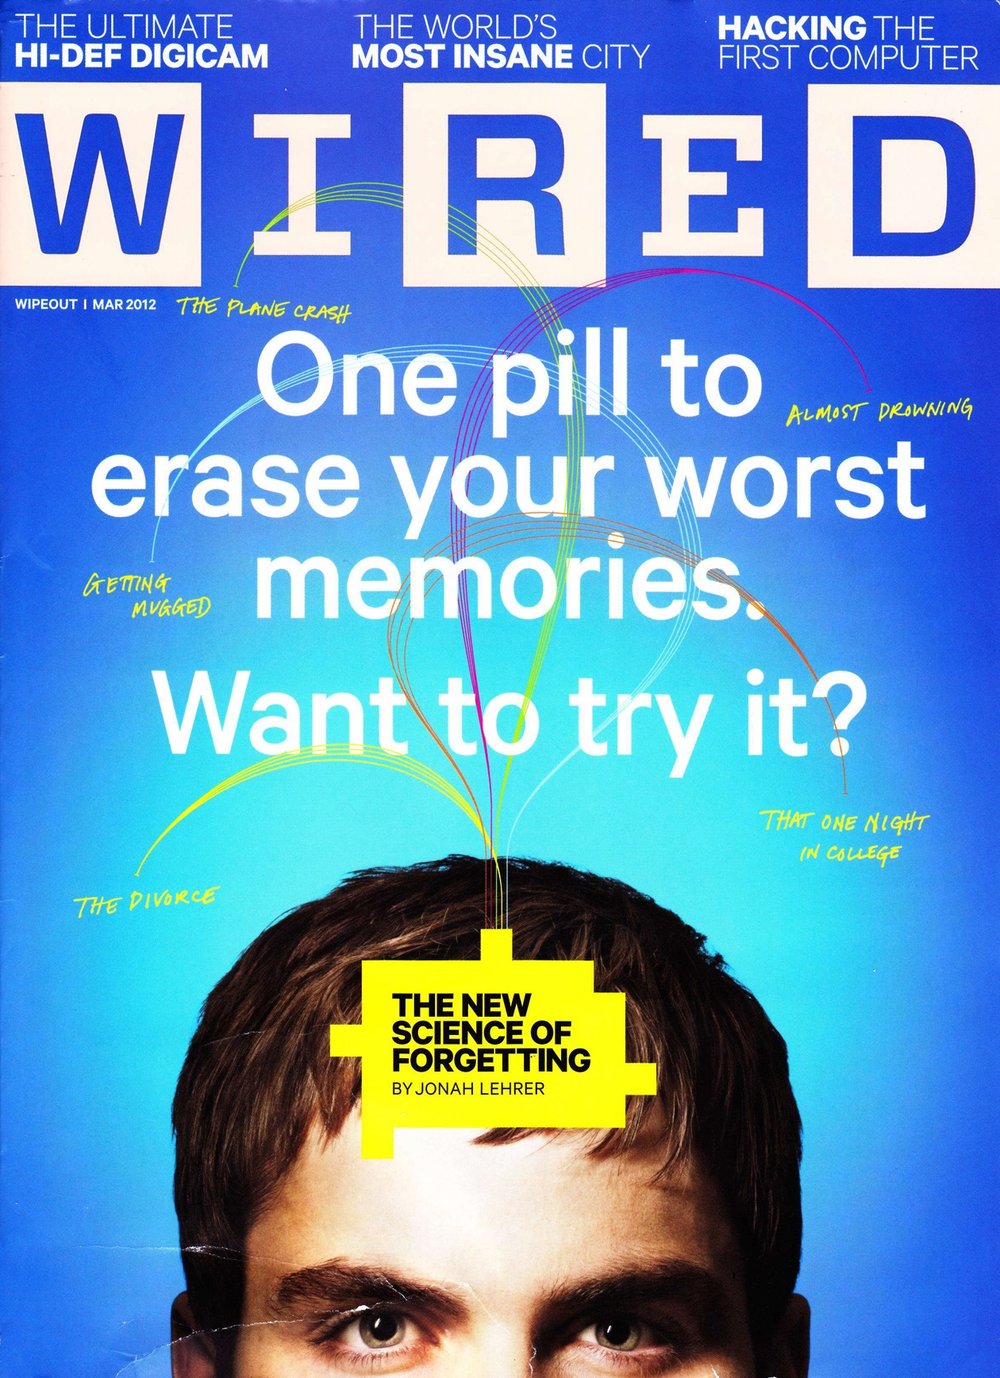 THE ULTIMATE
HI-DEF DIGICAM
THE WORLD'S
MOST INSANE CITY
HACKING THE
FIRST COMPUTER
WIRED
WIPEOUT | MAR 2012
THE PLANE CRASH
One pill to
ALMOST DROWNING
erase your worst
memories.
GETTING
MUGGED
Want to try it?
THAT ONE NIGHT
IN COLLEGE
THE DIVORCE
THE NEW
SCIENCE OF
FORGETTING
BY JONAH LEHRER